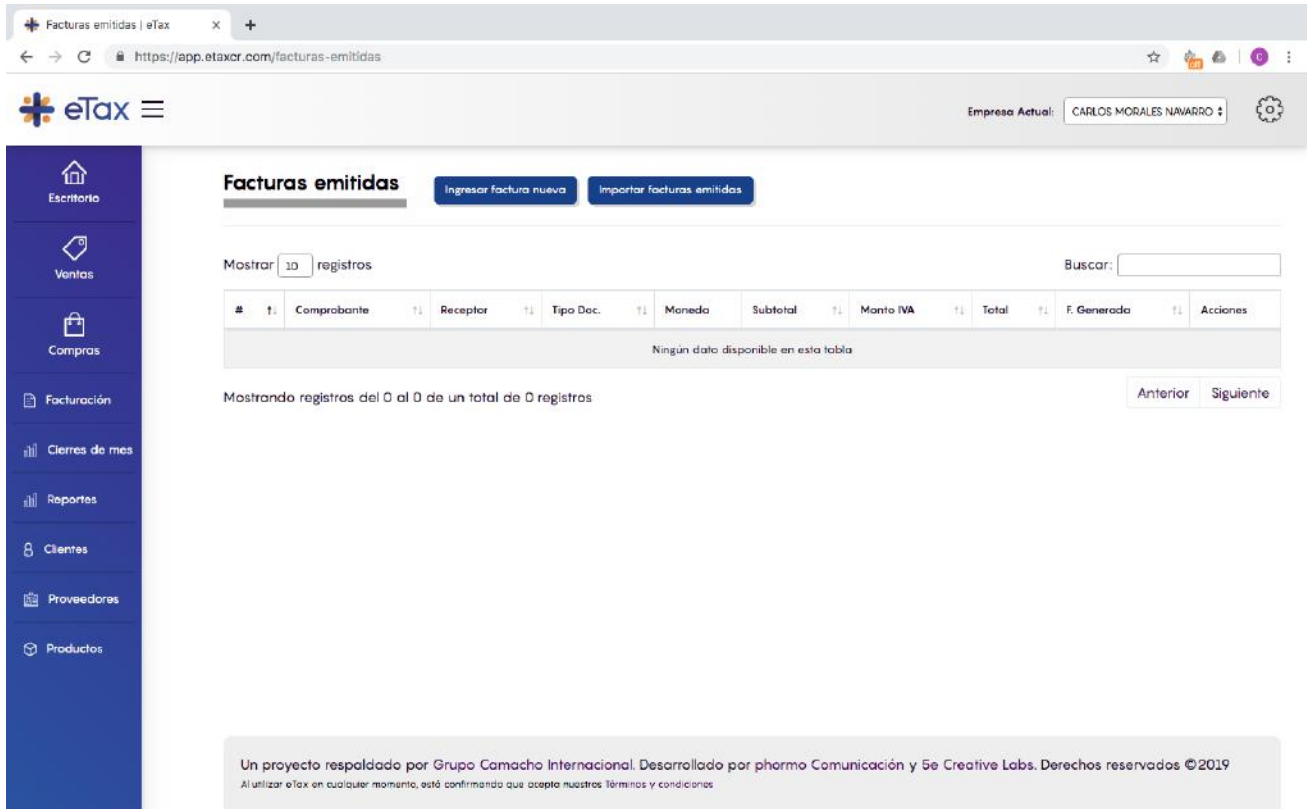 Facturas emitidas | eTax
https://app.etaxcr.com/facturas-emitidas
off
C
eTax
Empresa Actual: CARLOS MORALES NAVARRO
Escritorio
Ventas
Compras
Facturación
Cierres de mes
Reportes
Clientes
Proveedores
Productos
Facturas emitidas
Ingresar factura nueva
Importar facturas emitidas
Mostrar 10 registros
Buscar:
# Comprobante Receptor Tipo Doc. Moneda Subtotal Monto IVA Total F. Generada Acciones
Ningún dato disponible en esta tabla
Mostrando registros del 0 al 0 de un total de 0 registros
Anterior Siguiente
Un proyecto respaldado por Grupo Camacho Internacional. Desarrollado por phormo Comunicación y 5e Creative Labs. Derechos reservados ©2019
Al utilizar eTax en cualquier momento, está confirmando que acepta nuestros Términos y condiciones